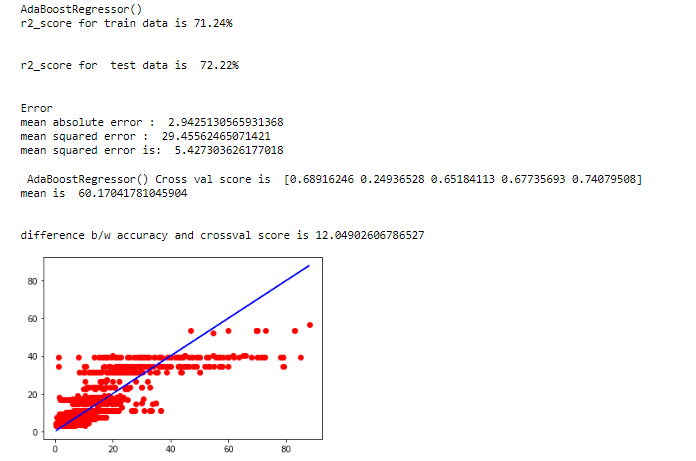 AdaBoostRegressor()
r2_score for train data is 71.24%
r2_score for  test data is  72.22%
Error
mean absolute error :  2.9425130565931368
mean squared error :  29.45562465071421
mean squared error is:  5.427303626177018
AdaBoostRegressor() Cross val score is  [0.68916246 0.24936528 0.65184113 0.67735693 0.74079508]
mean is  60.17041781045904
difference b/w accuracy and crossval score is 12.04902606786527
80
60
40
20
0
0 20 40 60 80